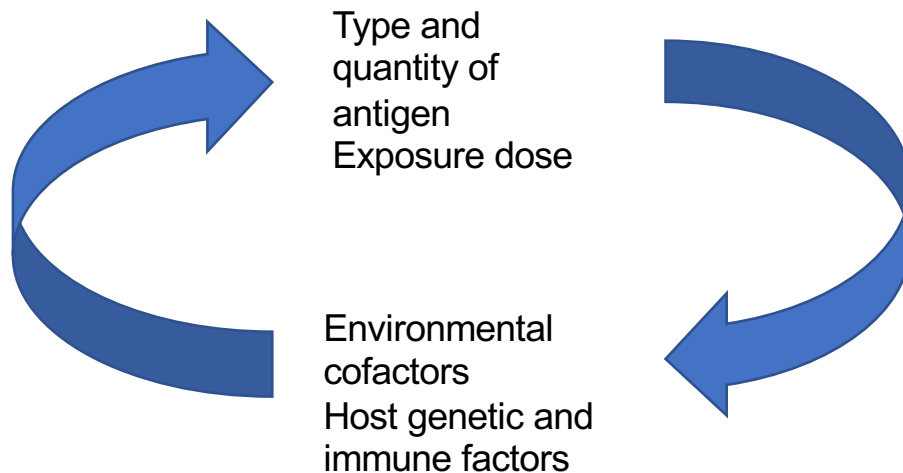 Type and
quantity of
antigen
Exposure dose
Environmental
cofactors
Host genetic and
immune factors